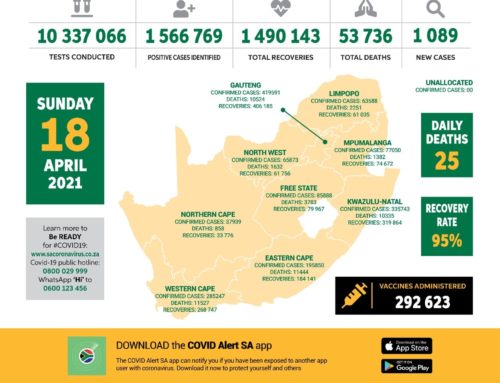 10 337 066
TESTS CONDUCTED
1 566 769
POSITIVE CASES IDENTIFIED
1 490 143
TOTAL RECOVERIES
53 736
TOTAL DEATHS
1 089
NEW CASES
SUNDAY
18
APRIL
2021
GAUTENG
CONFIRMED CASES: 419591
DEATHS: 10524
RECOVERIES: 406 185
LIMPOPO
CONFIRMED CASES: 63588
DEATHS: 2251
RECOVERIES: 61 035
UNALLOCATED
CONFIRMED CASES: 00
MPUMALANGA
CONFIRMED CASES: 77050
DEATHS: 1382
RECOVERIES: 74 672
NORTH WEST
CONFIRMED CASES: 65873
DEATHS: 1632
RECOVERIES: 61 756
FREE STATE
CONFIRMED CASES: 85888
DEATHS: 3783
RECOVERIES: 79 967
KWAZULU-NATAL
CONFIRMED CASES: 335743
DEATHS: 10335
RECOVERIES: 319 864
NORTHERN CAPE
CONFIRMED CASES: 37939
DEATHS: 858
RECOVERIES: 33 776
EASTERN CAPE
CONFIRMED CASES: 195850
DEATHS: 11444
RECOVERIES: 184 141
WESTERN CAPE
CONFIRMED CASES: 285247
DEATHS: 11527
RECOVERIES: 268 747
DAILY
DEATHS
25
RECOVERY
RATE
95%
Learn more to
Be READY
for
#COVID19:
www.sacoronavirus.co.za
Covid-19 public hotline:
0800 029 999
WhatsApp 'Hi' to
0600 123 456
VACCINES ADMINISTERED
292 623
DOWNLOAD the COVID Alert SA app
The COVID Alert SA app can notify you if you have been exposed to another app
user with coronavirus. Download it now to protect yourself and others
Download on the
App Store
GET IT ON
Google Play